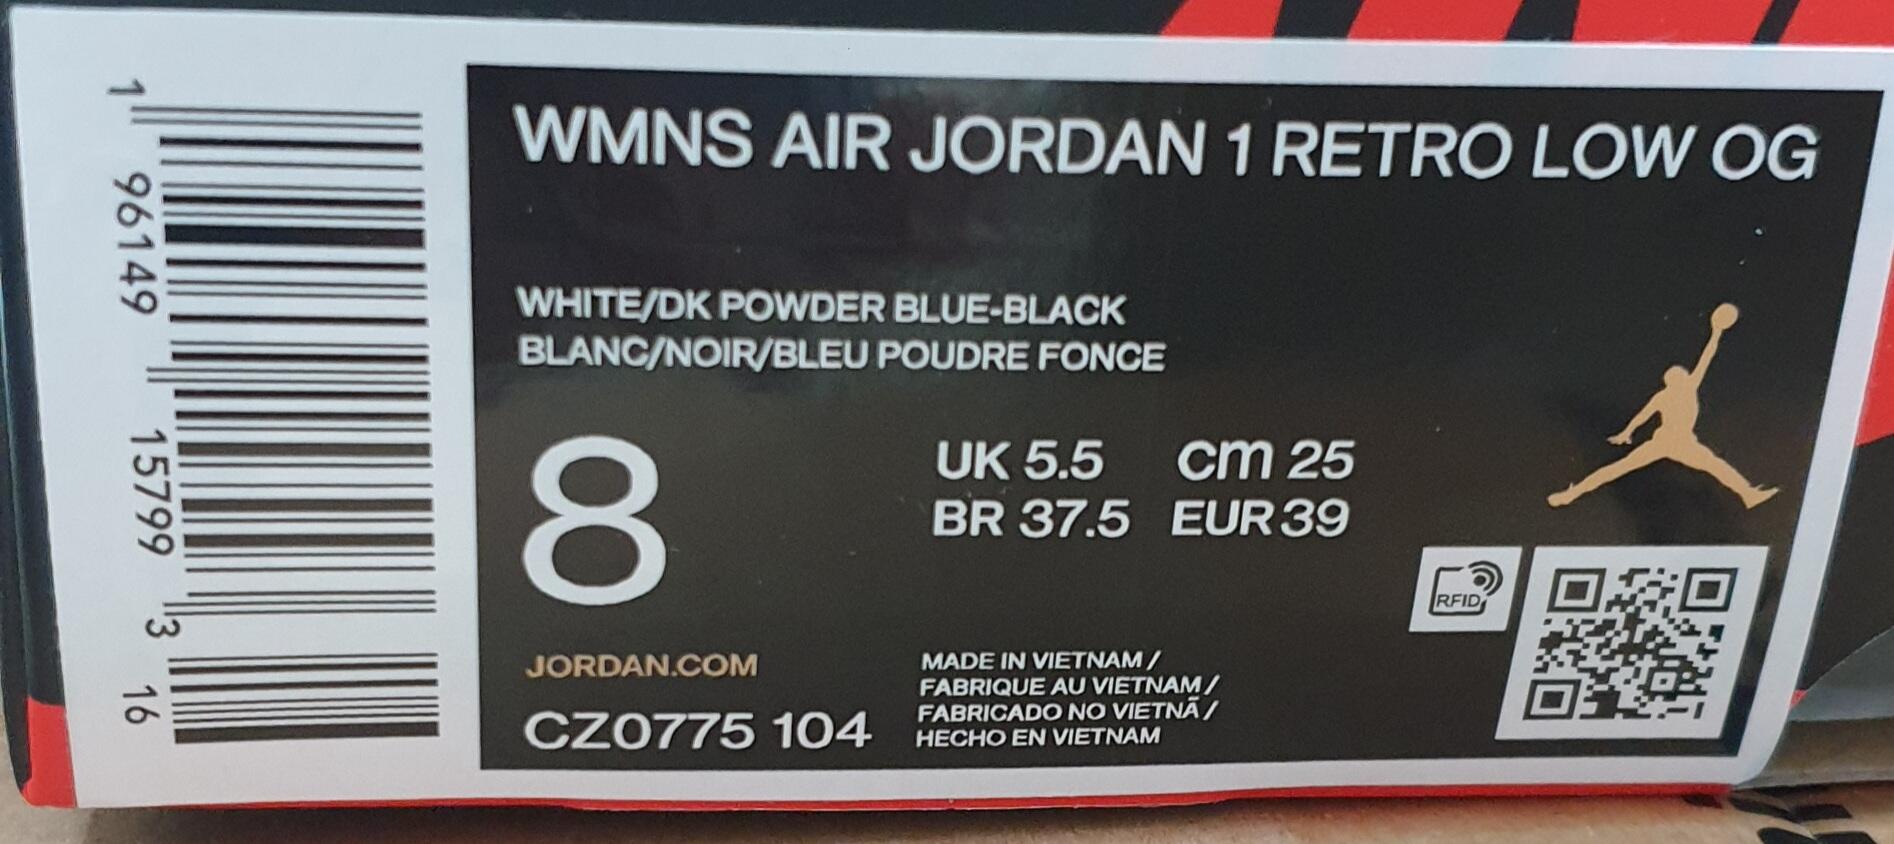 WMNS AIR JORDAN 1 RETRO LOW OG
WHITE/DK POWDER BLUE-BLACK
BLANC/NOIR/BLEU POUDRE FONCE
8
UK 5.5 cm 25
BR 37.5 EUR 39
RFID
JORDAN.COM
CZ0775 104
MADE IN VIETNAM /
FABRIQUE AU VIETNAM /
FABRICADO NO VIETNÃ /
HECHO EN VIETNAM
1 96149 15799 3 16